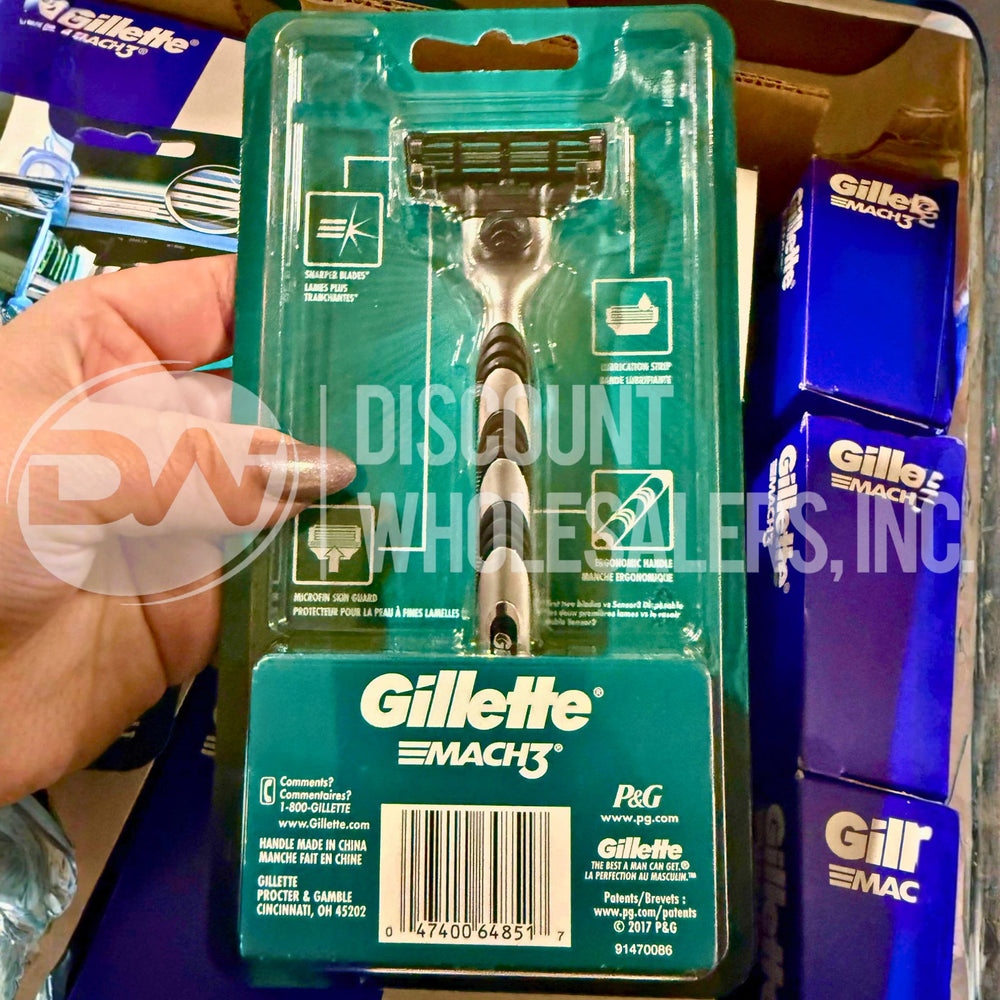 Gillette®
MACH3®
SHARPER BLADES*
LAMES PLUS
TRANCHANTES*
LUBRICATION STRIP
BANDE LUBRIFIANTE
MICROFIN SKIN GUARD
PROTECTEUR POUR LA PEAU À FINES LAMELLES
ERGONOMIC HANDLE
MANCHE ERGONOMIQUE
DW
DISCOUNT
WHOLESALERS, INC.
Gillette®
MACH3®
Comments?
Commentaires?
1-800-GILLETTE
www.Gillette.com
HANDLE MADE IN CHINA
MANCHE FAIT EN CHINE
GILLETTE
PROCTER & GAMBLE
CINCINNATI, OH 45202
0 47400 64851 7
P&G
www.pg.com
Gillette
THE BEST A MAN CAN GET.®
LA PERFECTION AU MASCULIN.™
Patents/Brevets :
www.pg.com/patents
© 2017 P&G
91470086
Gillette
MACH3
Gillette
MACH
Gillette®
MAC